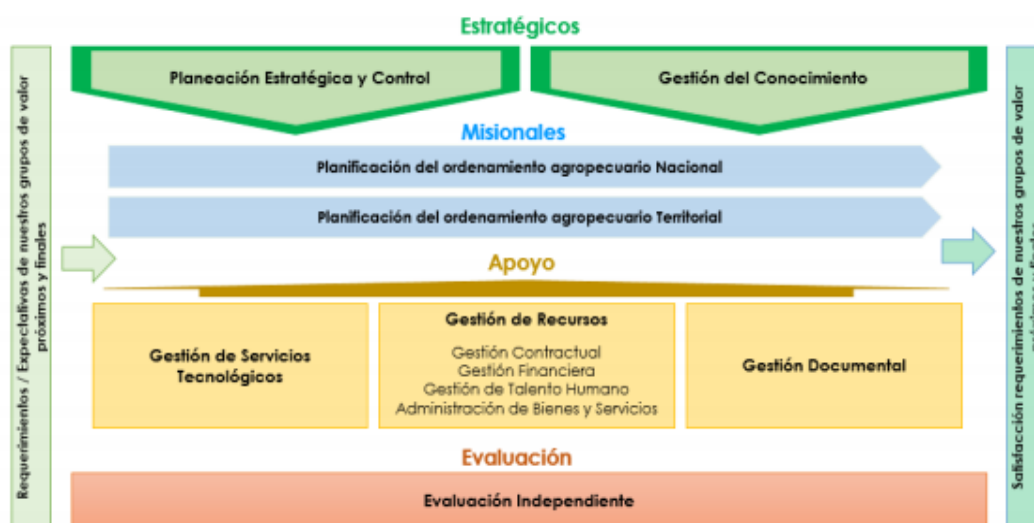 Estratégicos
Requerimientos / Expectativas de nuestros grupos de valor
próximos y finales
Planeación Estratégica y Control
Gestión del Conocimiento
Misionales
Planificación del ordenamiento agropecuario Nacional
Planificación del ordenamiento agropecuario Territorial
Apoyo
Gestión de Servicios
Tecnológicos
Gestión de Recursos
Gestión Contractual
Gestión Financiera
Gestión de Talento Humano
Administración de Bienes y Servicios
Gestión Documental
Evaluación
Evaluación Independiente
Satisfacción requerimientos de nuestros grupos de valor